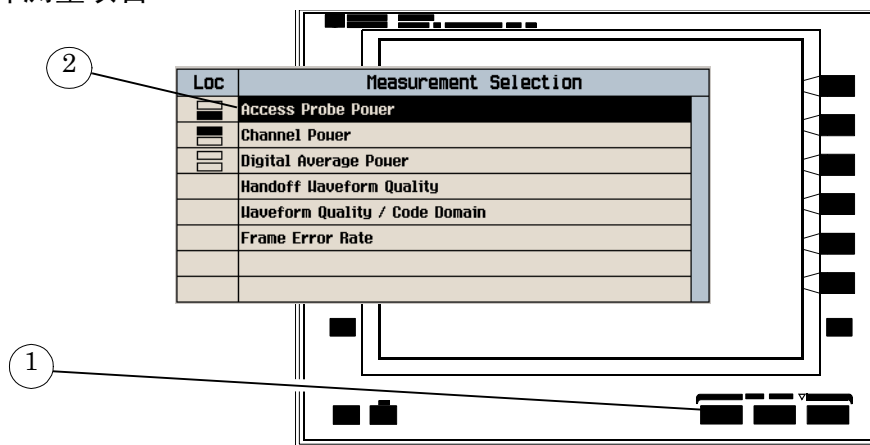 2
Loc Measurement Selection
Access Probe Power
Channel Power
Digital Average Power
Handoff Waveform Quality
Waveform Quality / Code Domain
Frame Error Rate
1